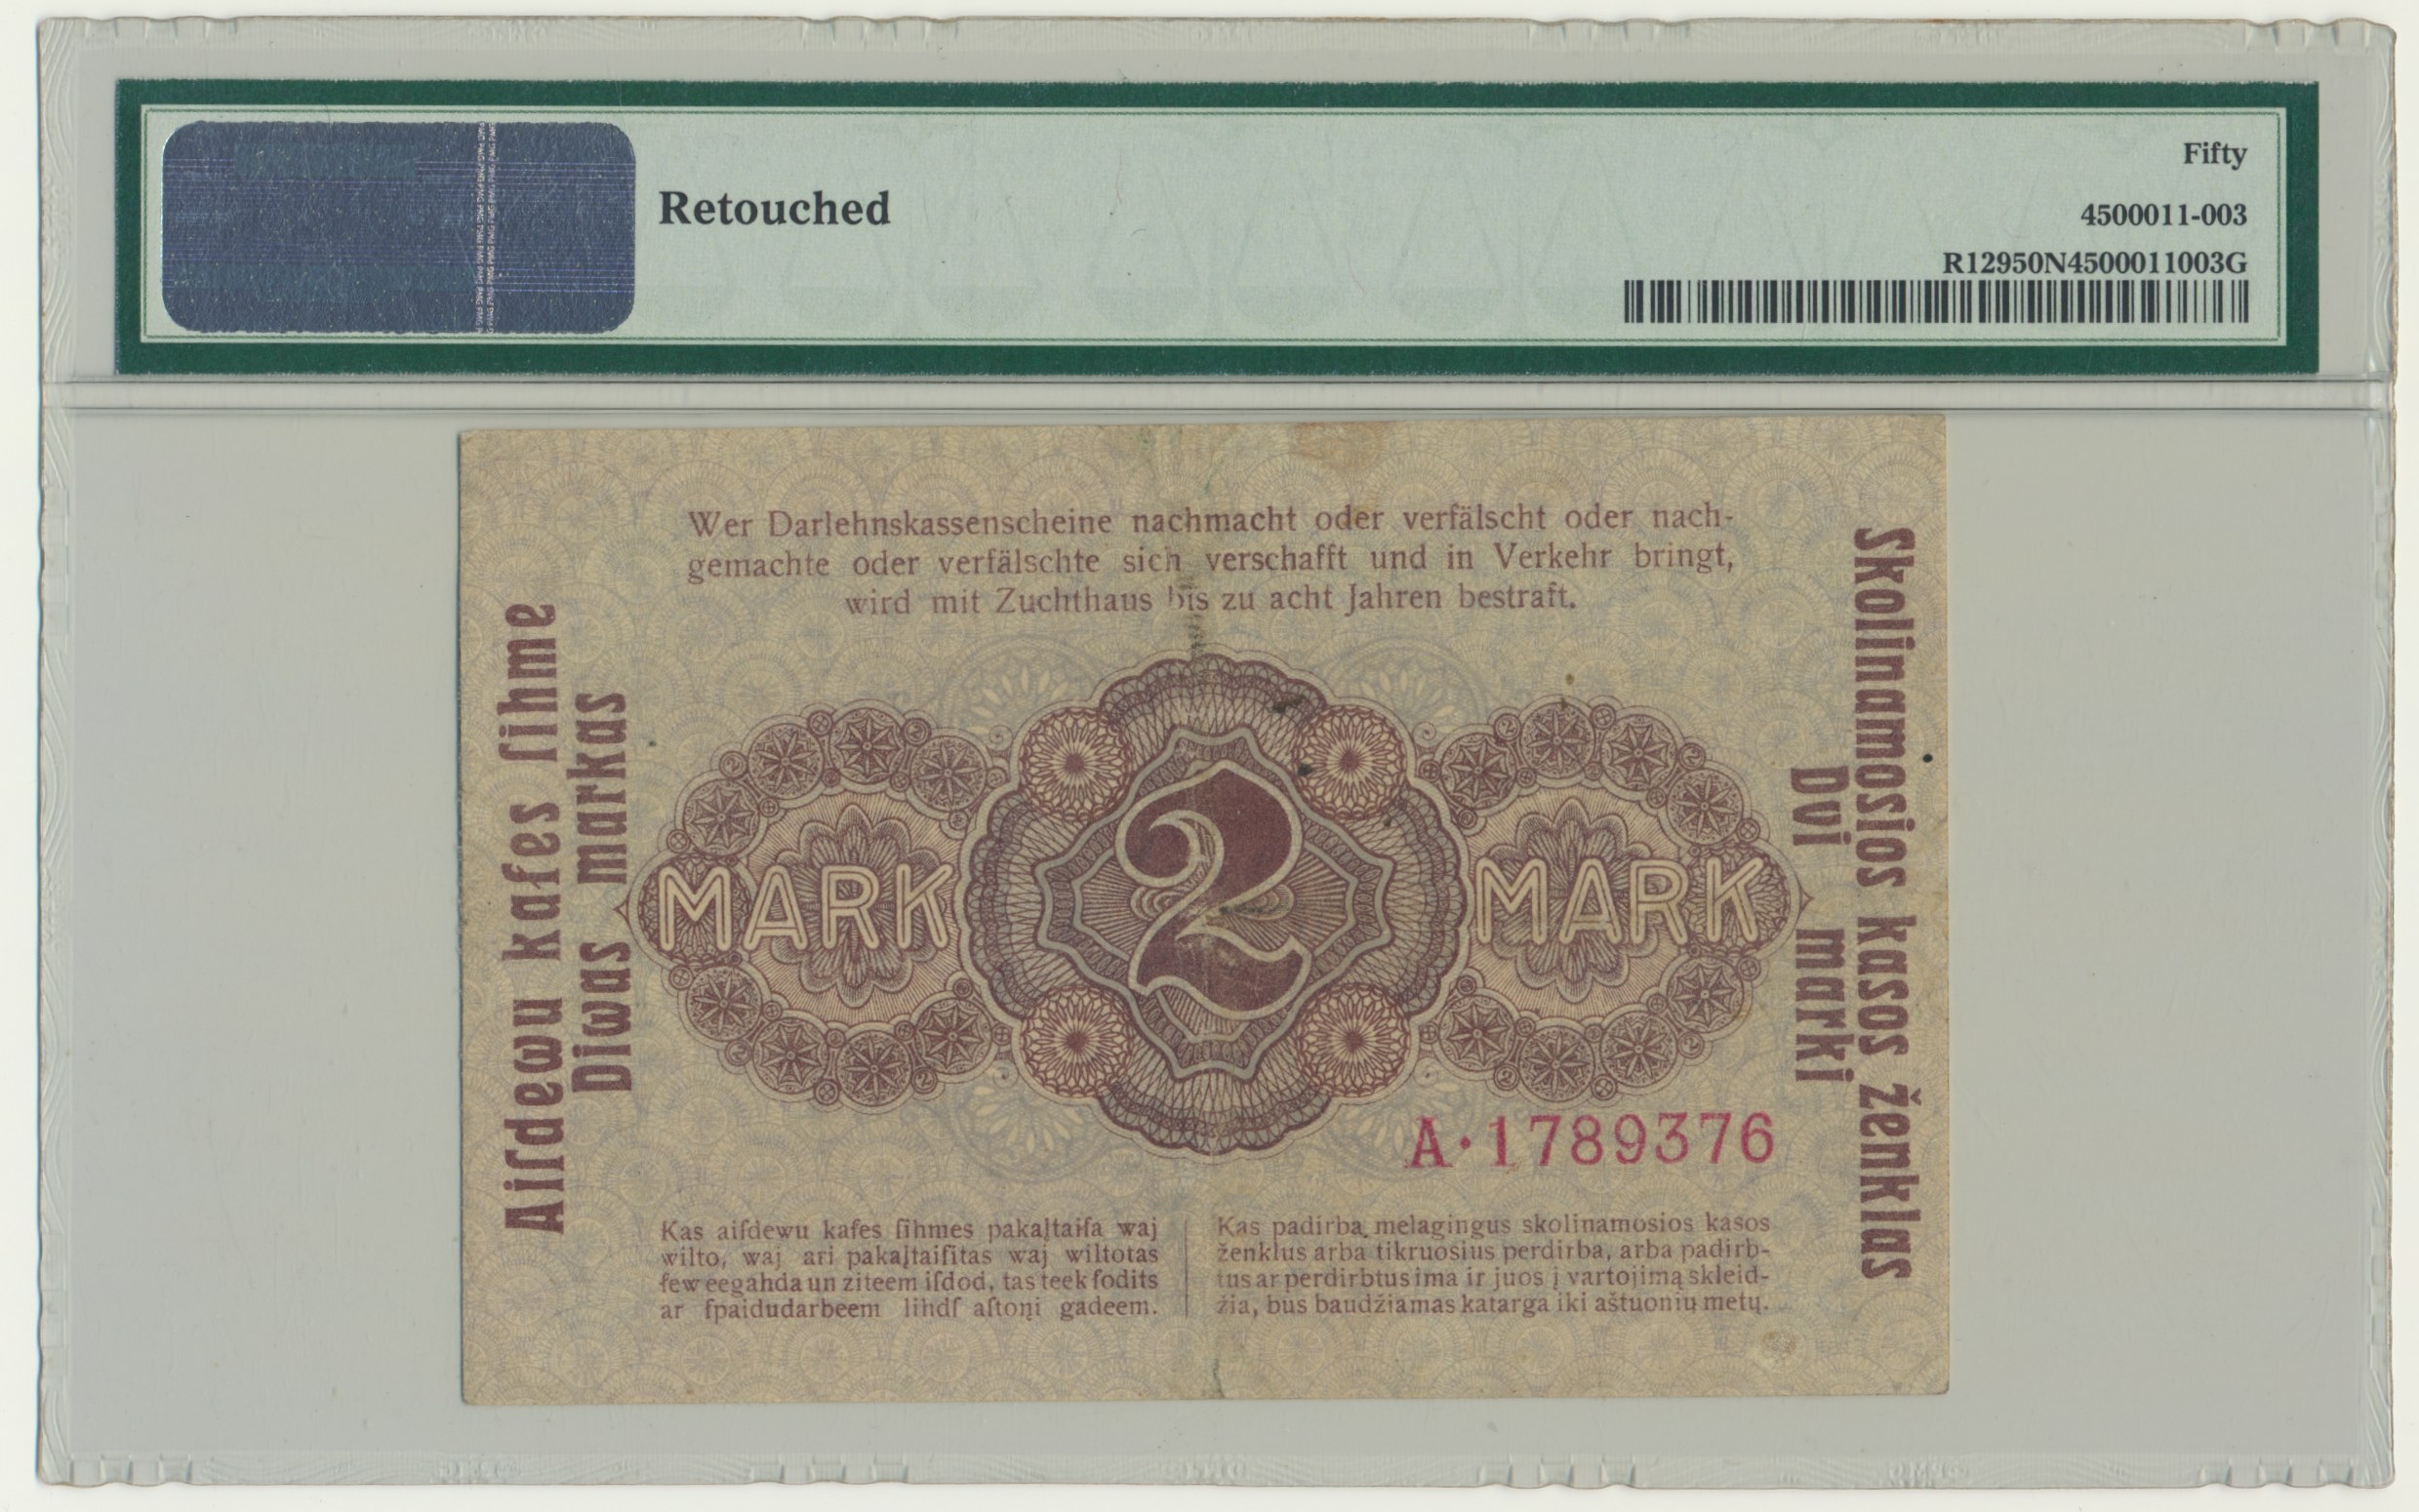 Retouched
Fifty
4500011-003
R12950N4500011003G
Wer Darlehnskassenscheine nachmacht oder verfälscht oder nach-
gemachte oder verfälschte sich verschafft und in Verkehr bringt,
wird mit Zuchthaus bis zu acht Jahren bestraft.
Aiſdewu kaſes ſihme
Diwas markas
Skolinamosios kasos ženklas
Dvi marki
MARK 2 MARK
A·1789376
Kas aiſdewu kaſes ſihmes pakaļtaiſa waj
wilto, waj ari pakaļtaiſitas waj wiltotas
ſew eegahda un ziteem iſdod, tas teek ſodits
ar ſpaidudarbeem lihdſ aſtoņi gadeem.
Kas padirba melagingus skolinamosios kasos
ženklus arba tikruosius perdirba, arba padirb-
tus ar perdirbtus ima ir juos į vartojimą skleid-
žia, bus baudžiamas katarga iki aštuonių metų.